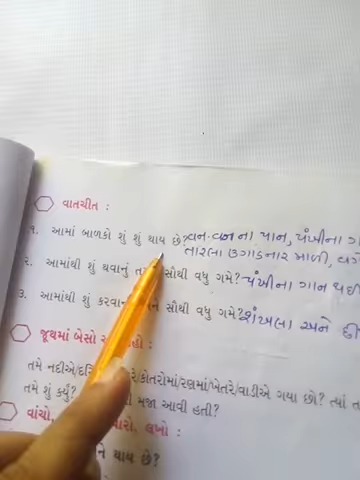 વાતચીત :
૧. આમાં બાળકો શું શું થાય છે? વન-વન ના પાન, પંખીના ગા
તારલા ઉગાડનાર માળી,
૨. આમાંથી શું થવાનું સૌથી વધુ ગમે? પંખીના ગાન
૩. આમાંથી શું કરવાનું સૌથી વધુ ગમે? શંખલા અને
જૂથમાં બેસો
તમે નદીએ/કોતરોમાં/રણમાં/ખેતરે/વાડીએ ગયા છો? ત્યાં
તમે શું કર્યું? મજા આવી હતી?
વાંચો, લખો :
થાય છે?